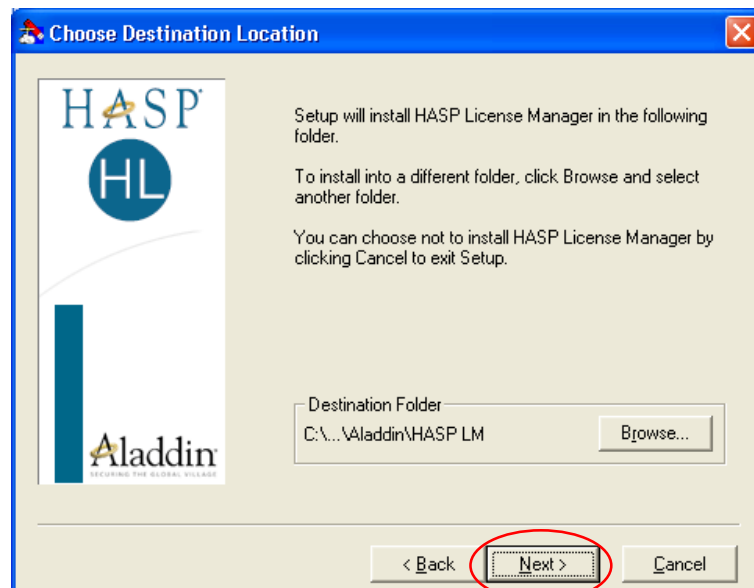 Choose Destination Location
HASP
HL
Aladdin
SECURING THE GLOBAL VILLAGE
Setup will install HASP License Manager in the following
folder.
To install into a different folder, click Browse and select
another folder.
You can choose not to install HASP License Manager by
clicking Cancel to exit Setup.
Destination Folder
C:\...\Aladdin\HASP LM
Browse...
< Back
Next >
Cancel